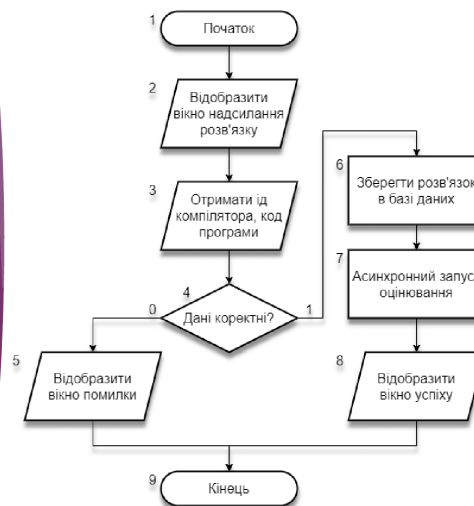 1
Початок
2
Відобразити
вікно надсилання
розв'язку
3
Отримати ід
компілятора, код
програми
4
Дані коректні?
0
1
5
Відобразити
вікно помилки
6
Зберегти розв'язок
в базі даних
7
Асинхронний запуск
оцінювання
8
Відобразити
вікно успіху
9
Кінець